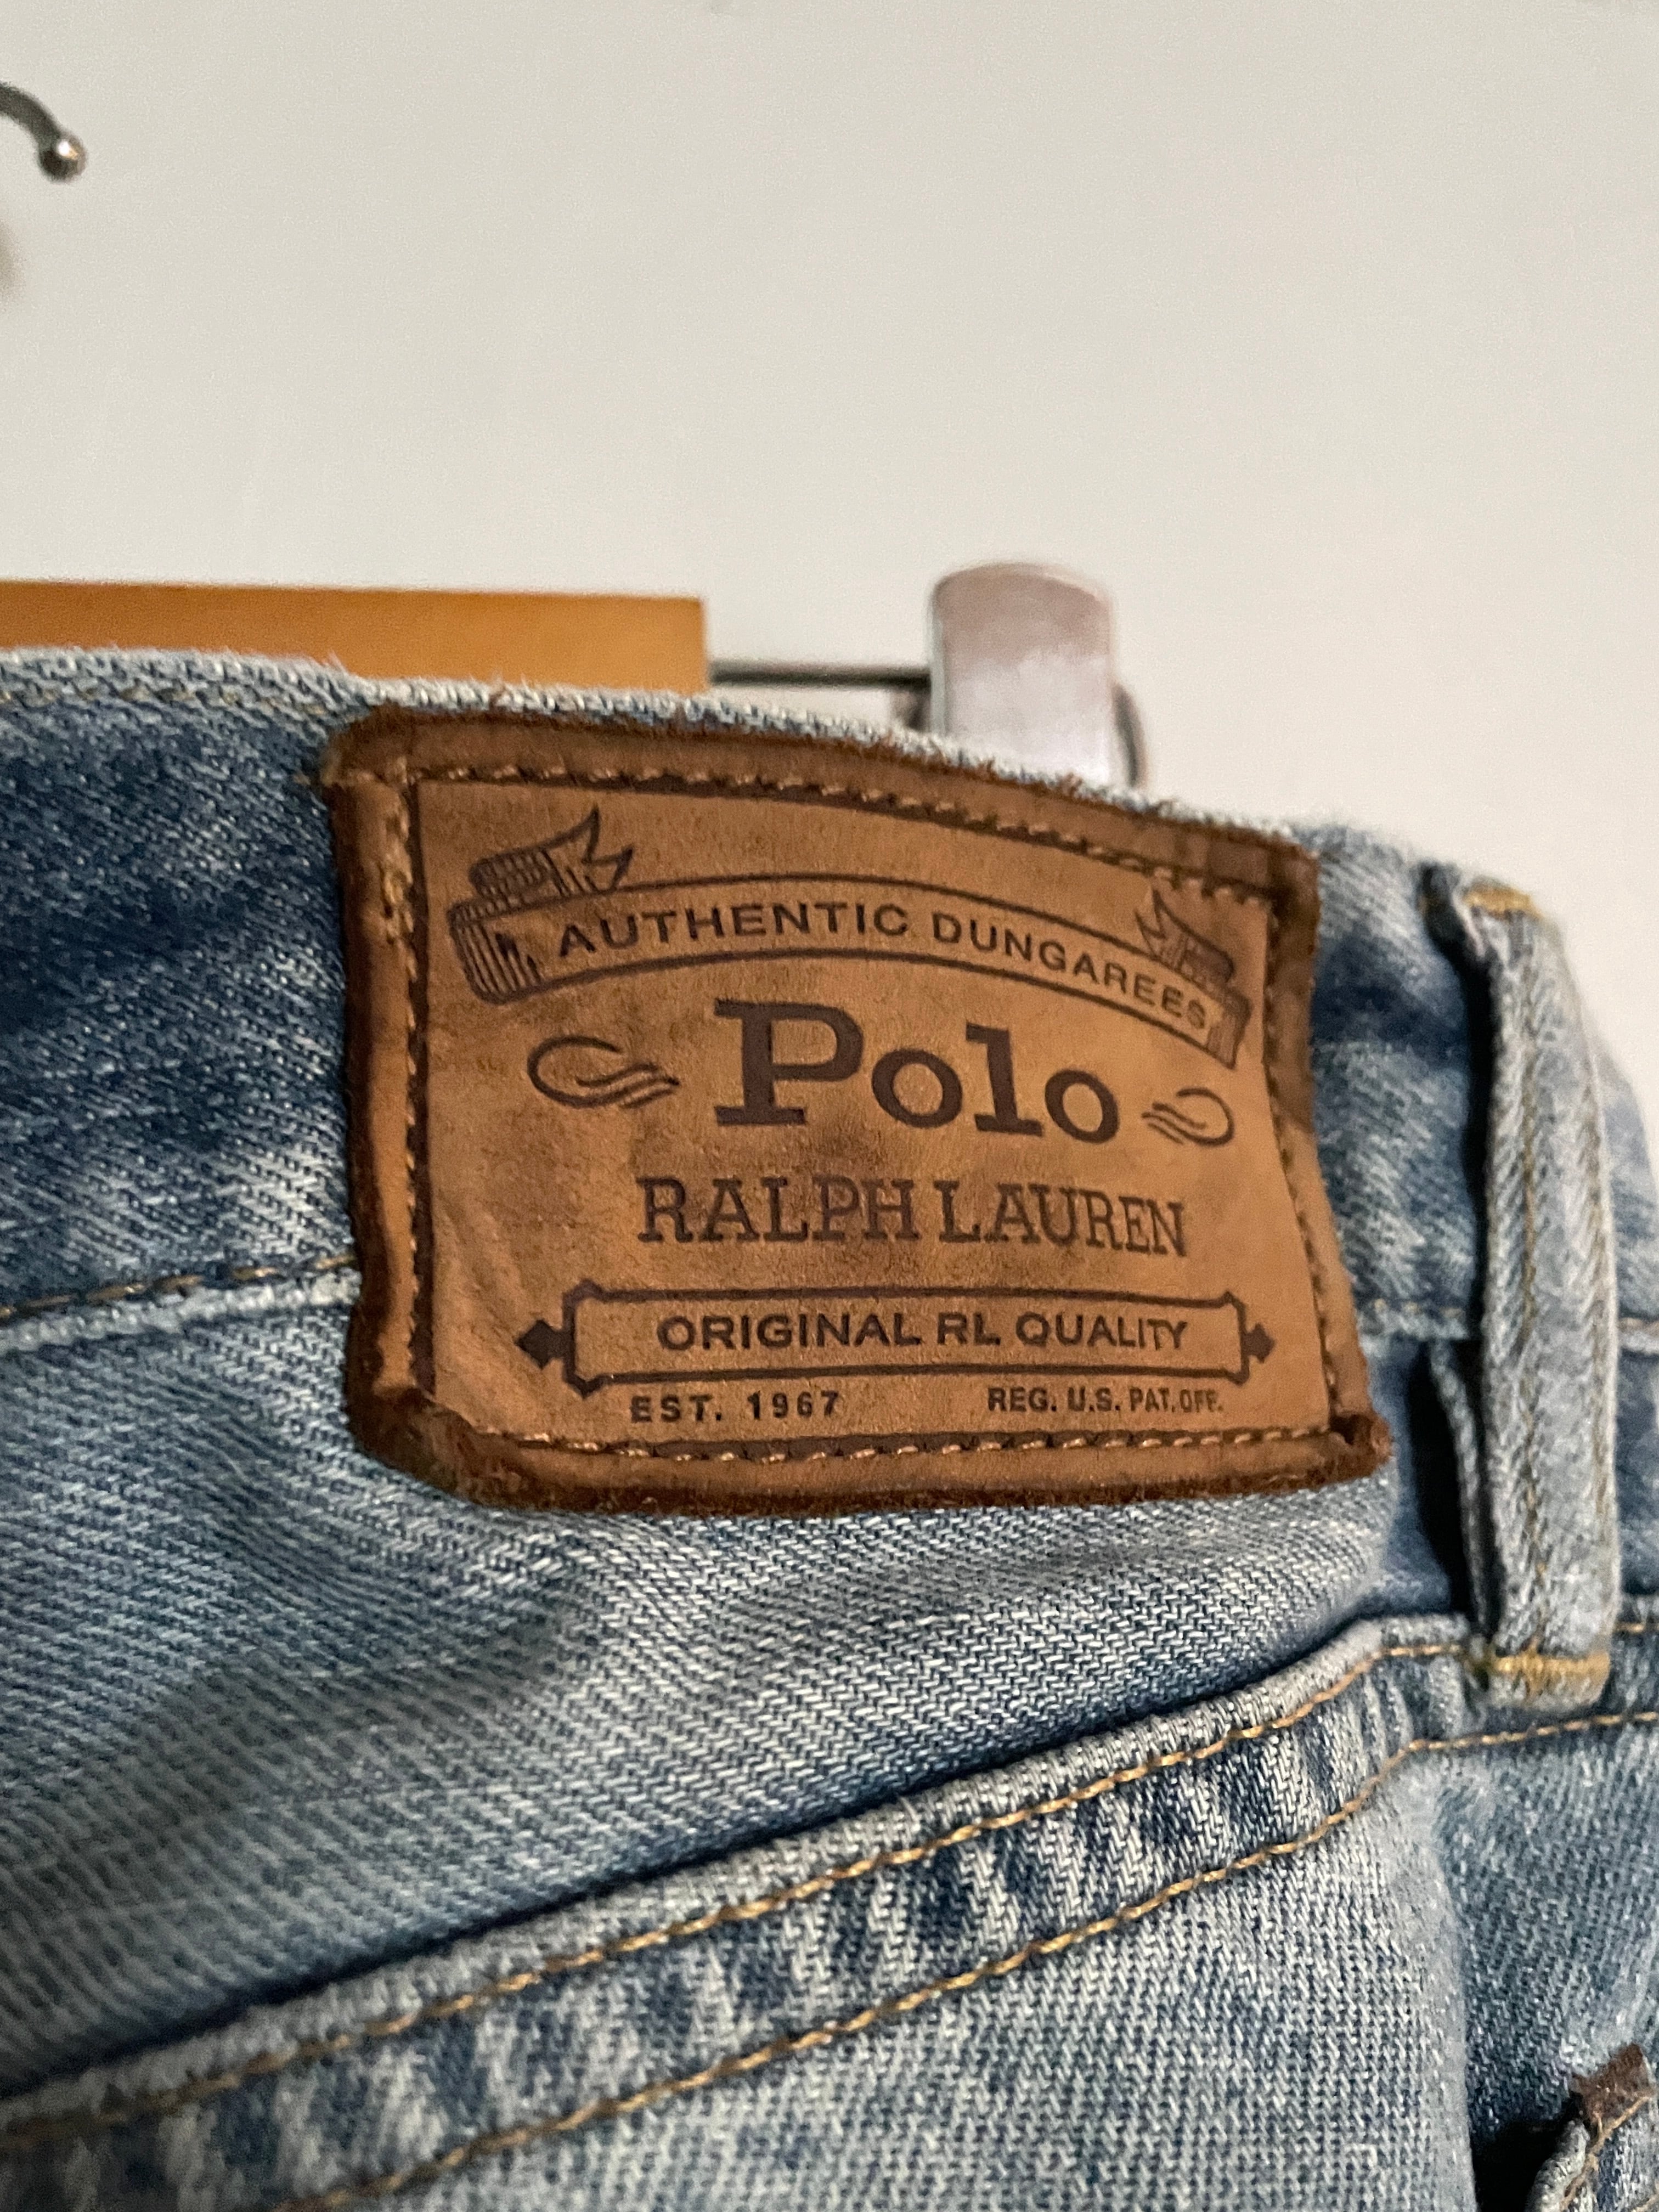 AUTHENTIC DUNGAREES
Polo
RALPH LAUREN
ORIGINAL RL QUALITY
EST. 1967 REG. U.S. PAT. OFF.